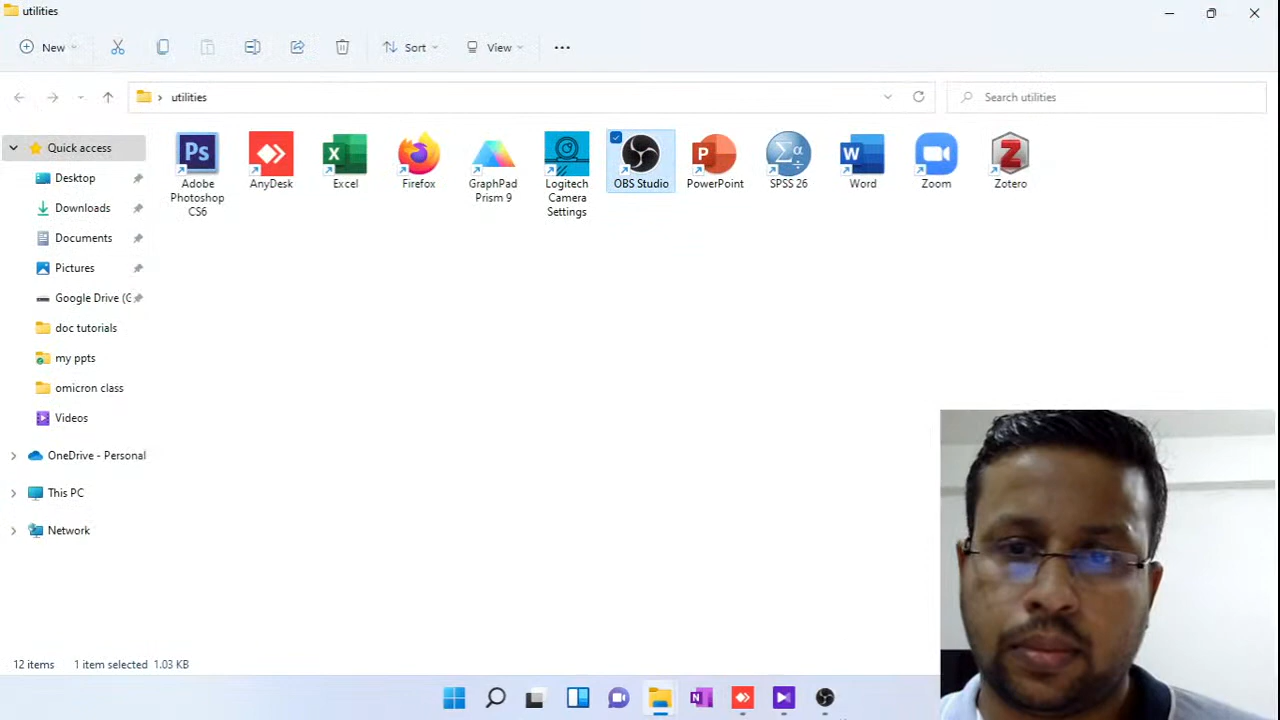 utilities
New
Sort
View
utilities
Search utilities
Quick access
Desktop
Downloads
Documents
Pictures
Google Drive (G
doc tutorials
my ppts
omicron class
Videos
OneDrive - Personal
This PC
Network
Ps
Adobe
Photoshop
CS6
AnyDesk
X
Excel
Firefox
GraphPad
Prism 9
Logitech
Camera
Settings
OBS Studio
P
PowerPoint
Σα
SPSS 26
W
Word
Zoom
Z
Zotero
12 items
1 item selected 1.03 KB
N